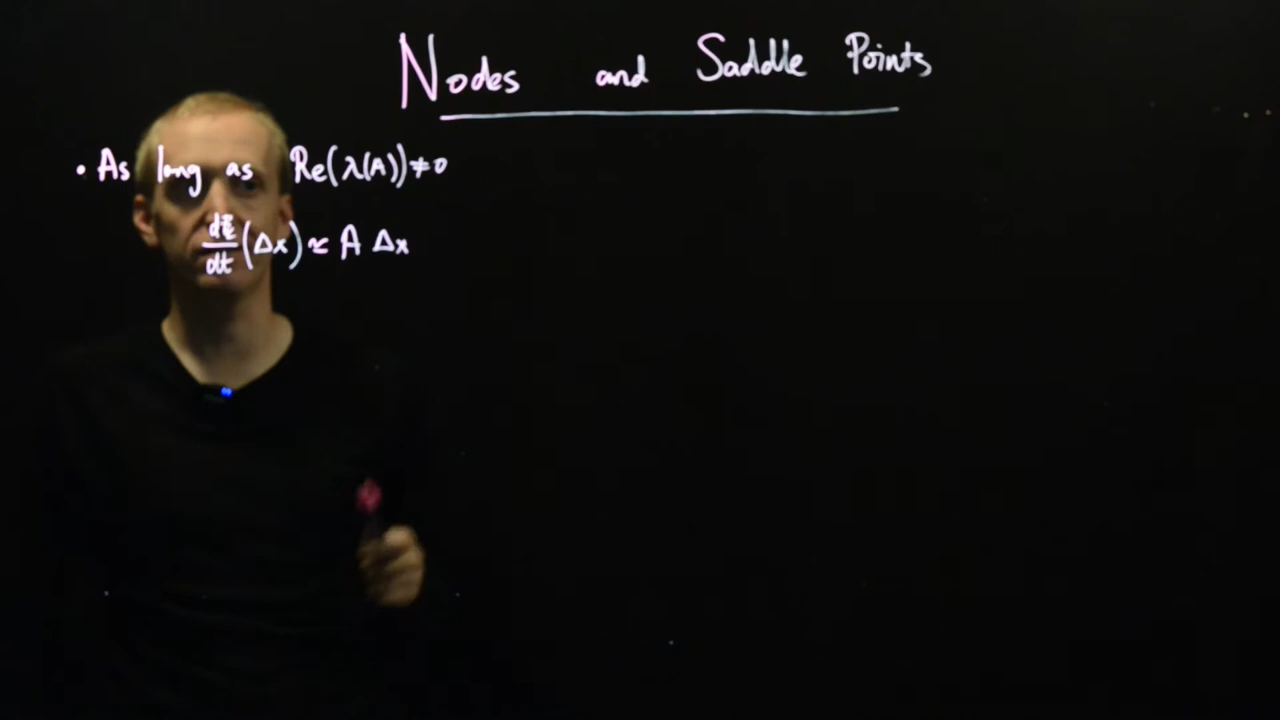 Nodes and Saddle Points
• As long as Re(λ(A))≠0
d/dt (Δx) ≈ A Δx